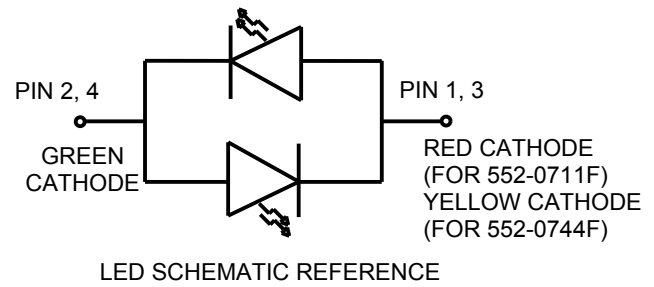 PIN 2, 4
GREEN
CATHODE
PIN 1, 3
RED CATHODE
(FOR 552-0711F)
YELLOW CATHODE
(FOR 552-0744F)
LED SCHEMATIC REFERENCE